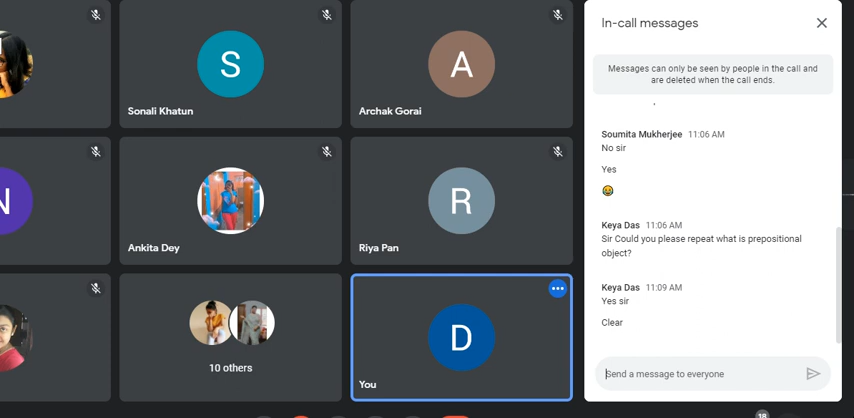 In-call messages
Messages can only be seen by people in the call and
are deleted when the call ends.
Soumita Mukherjee 11:06 AM
No sir
Yes
Keya Das 11:06 AM
Sir Could you please repeat what is prepositional
object?
Keya Das 11:09 AM
Yes sir
Clear
Send a message to everyone
S
Sonali Khatun
A
Archak Gorai
N
Ankita Dey
R
Riya Pan
10 others
D
You
18